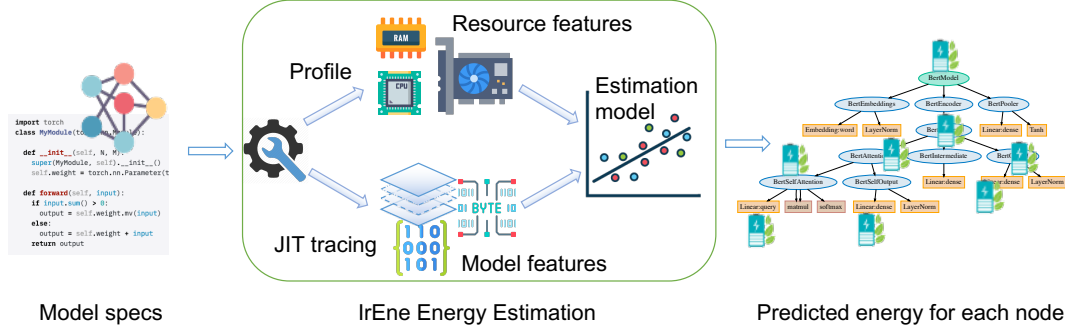 import torch
class MyModule(torch.nn.Module):
def __init__(self, N, M):
super(MyModule, self).__init__()
self.weight = torch.nn.Parameter(t
def forward(self, input):
if input.sum() > 0:
output = self.weight.mv(input)
else:
output = self.weight + input
return output
Model specs
Resource features
RAM
Profile
CPU
JIT tracing
BYTE
110
000
101
Model features
Estimation
model
IrEne Energy Estimation
BertModel
BertEmbeddings
BertEncoder
BertPooler
Embedding:word
LayerNorm
Linear:dense
Tanh
BertIntermediate
BertSelfAttention
BertSelfOutput
Linear:dense
LayerNorm
Linear:query
matmul
softmax
Linear:dense
LayerNorm
Predicted energy for each node